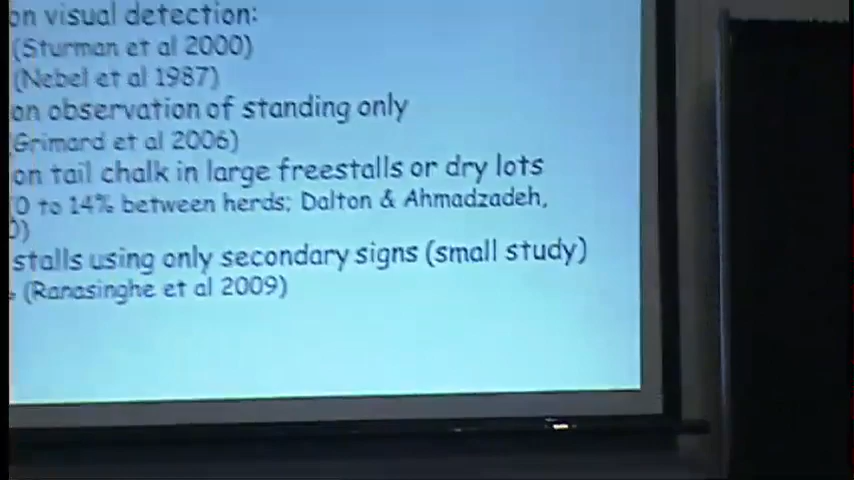 on visual detection:
(Sturman et al 2000)
(Nebel et al 1987)
on observation of standing only
Grimard et al 2006)
on tail chalk in large freestalls or dry lots
0 to 14% between herds; Dalton & Ahmadzadeh,
)
stalls using only secondary signs (small study)
(Ranasinghe et al 2009)